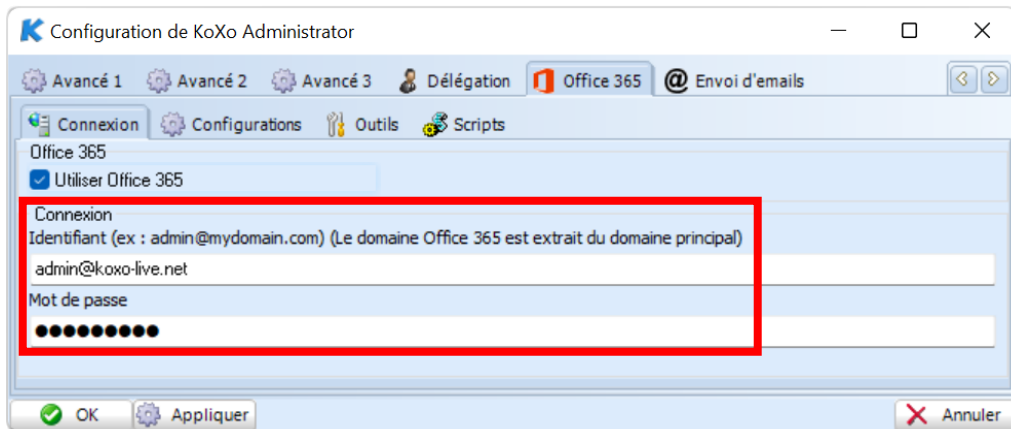 Configuration de KoXo Administrator
Avancé 1 Avancé 2 Avancé 3 Délégation Office 365 @ Envoi d'emails
Connexion Configurations Outils Scripts
Office 365
Utiliser Office 365
Connexion
Identifiant (ex : admin@mydomain.com) (Le domaine Office 365 est extrait du domaine principal)
admin@koxo-live.net
Mot de passe
●●●●●●●●●
OK Appliquer Annuler